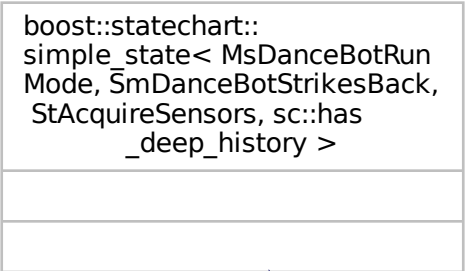 boost::statechart::
simple_state< MsDanceBotRun
Mode, SmDanceBotStrikesBack,
StAcquireSensors, sc::has
_deep_history >